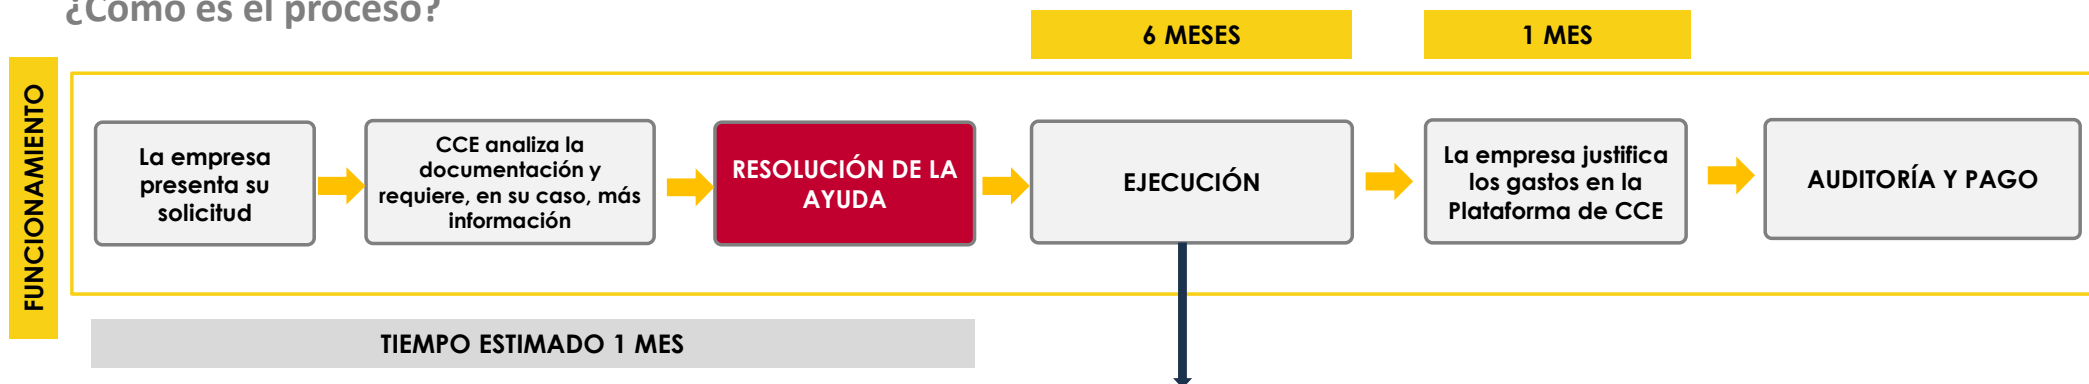 ¿Cómo es el proceso?
6 MESES
1 MES
FUNCIONAMIENTO
La empresa
presenta su
solicitud
CCE analiza la
documentación y
requiere, en su caso, más
información
RESOLUCIÓN DE LA
AYUDA
EJECUCIÓN
La empresa justifica
los gastos en la
Plataforma de CCE
AUDITORÍA Y PAGO
TIEMPO ESTIMADO 1 MES